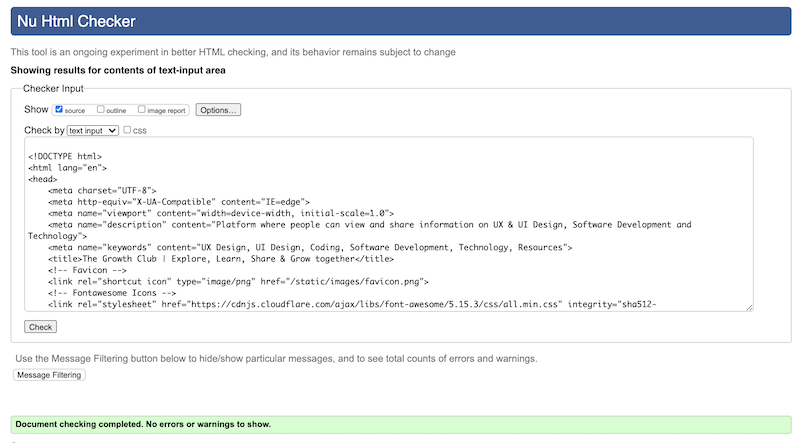 Nu Html Checker
This tool is an ongoing experiment in better HTML checking, and its behavior remains subject to change
Showing results for contents of text-input area
Checker Input
Show source outline image report Options...
Check by text input css
<!DOCTYPE html>
<html lang="en">
<head>
    <meta charset="UTF-8">
    <meta http-equiv="X-UA-Compatible" content="IE=edge">
    <meta name="viewport" content="width=device-width, initial-scale=1.0">
    <meta name="description" content="Platform where people can view and share information on UX & UI Design, Software Development and
Technology">
    <meta name="keywords" content="UX Design, UI Design, Coding, Software Development, Technology, Resources">
    <title>The Growth Club | Explore, Learn, Share & Grow together</title>
    <!-- Favicon -->
    <link rel="shortcut icon" type="image/png" href="/static/images/favicon.png">
    <!-- Fontawesome Icons -->
    <link rel="stylesheet" href="https://cdnjs.cloudflare.com/ajax/libs/font-awesome/5.15.3/css/all.min.css" integrity="sha512-
Check
Use the Message Filtering button below to hide/show particular messages, and to see total counts of errors and warnings.
Message Filtering
Document checking completed. No errors or warnings to show.